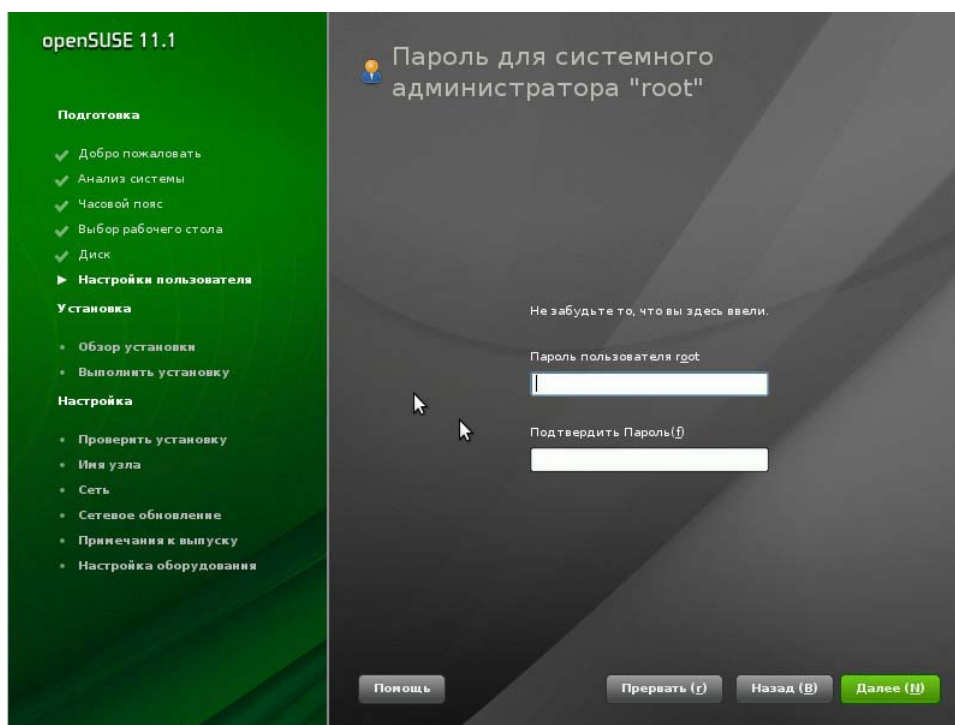 openSUSE 11.1
Подготовка
Добро пожаловать
Анализ системы
Часовой пояс
Выбор рабочего стола
Диск
Настройки пользователя
Установка
Обзор установки
Выполнить установку
Настройка
Проверить установку
Имя узла
Сеть
Сетевое обновление
Примечания к выпуску
Настройка оборудования
Пароль для системного
администратора "root"
Не забудьте то, что вы здесь ввели.
Пароль пользователя root
Подтвердить Пароль(f)
Помощь
Прервать (r)
Назад (B)
Далее (N)